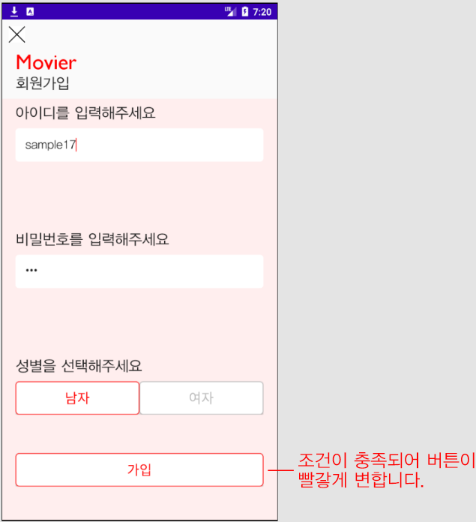 7:20
Movier
회원가입
아이디를 입력해주세요
sample17
비밀번호를 입력해주세요
•••
성별을 선택해주세요
남자 여자
가입
조건이 충족되어 버튼이
빨갛게 변합니다.